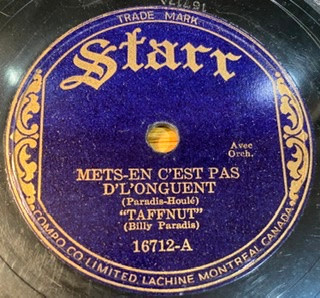 TRADE MARK
Starr
Avec
Orch.
METS-EN C'EST PAS
D'L'ONGUENT
(Paradis-Houlé)
"TAFFNUT"
(Billy Paradis)
16712-A
COMPO CO. LIMITED. LACHINE MONTREAL CANADA.